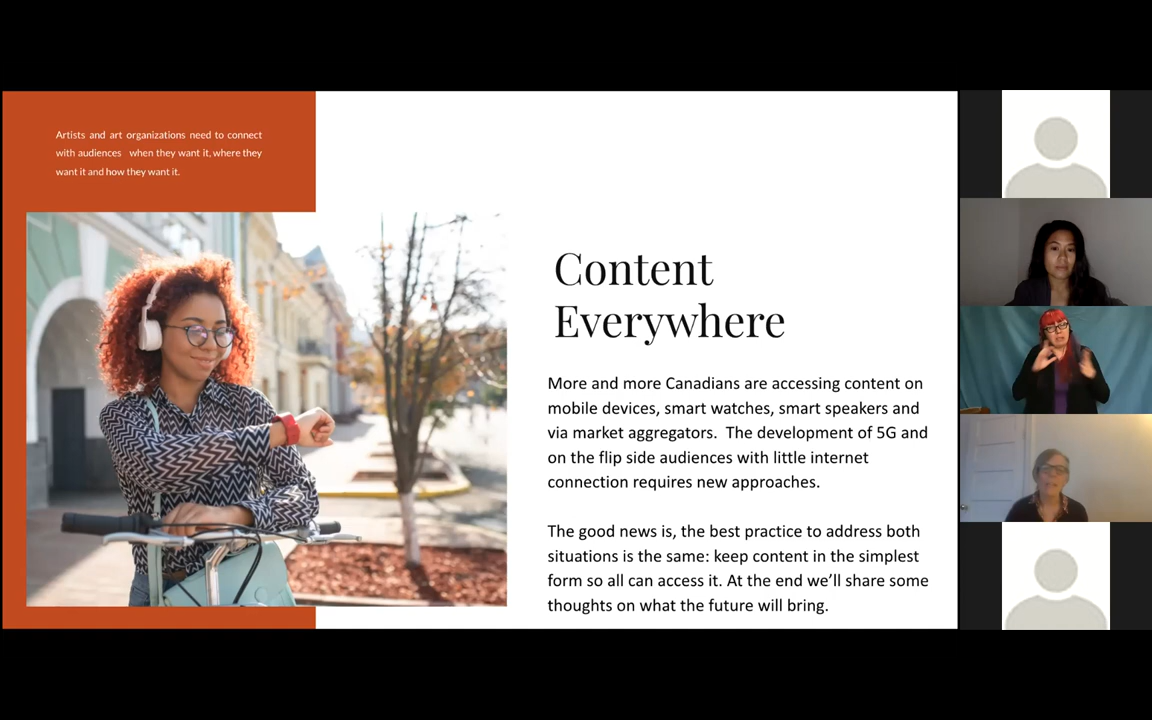 Artists and art organizations need to connect
with audiences when they want it, where they
want it and how they want it.
Content
Everywhere
More and more Canadians are accessing content on
mobile devices, smart watches, smart speakers and
via market aggregators. The development of 5G and
on the flip side audiences with little internet
connection requires new approaches.
The good news is, the best practice to address both
situations is the same: keep content in the simplest
form so all can access it. At the end we’ll share some
thoughts on what the future will bring.